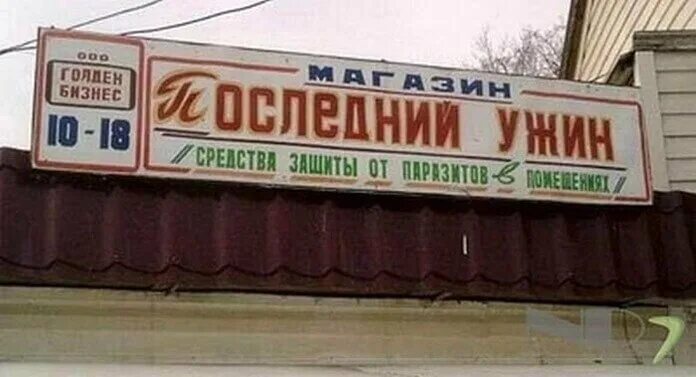 ООО
ГОЛДЕН
БИЗНЕС
10-18
МАГАЗИН
ПОСЛЕДНИЙ УЖИН
СРЕДСТВА ЗАЩИТЫ ОТ ПАРАЗИТОВ В ПОМЕЩЕНИЯХ